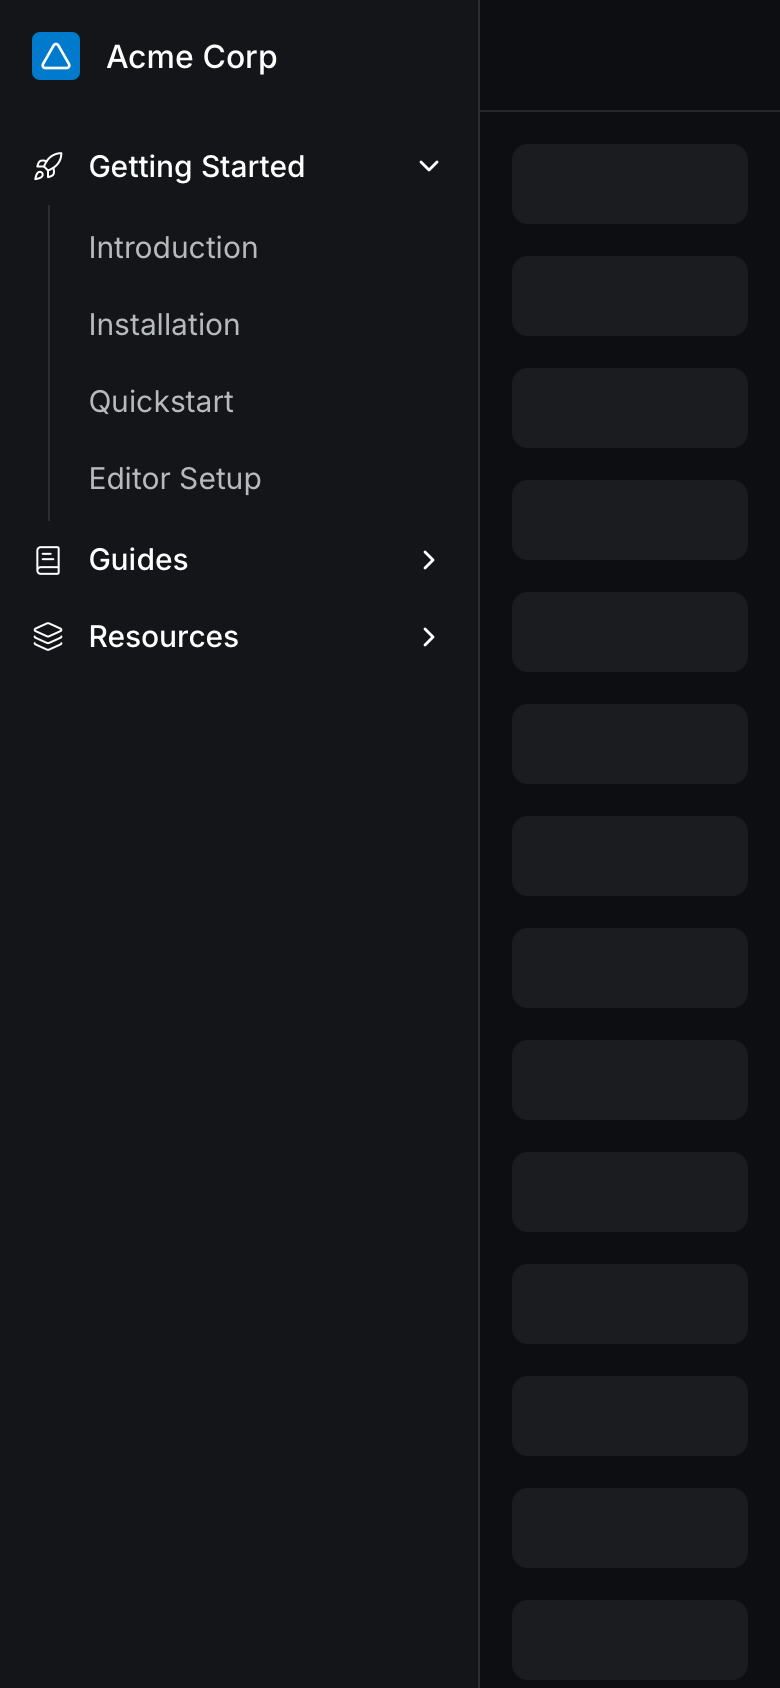 Acme Corp
Getting Started
Introduction
Installation
Quickstart
Editor Setup
Guides
Resources